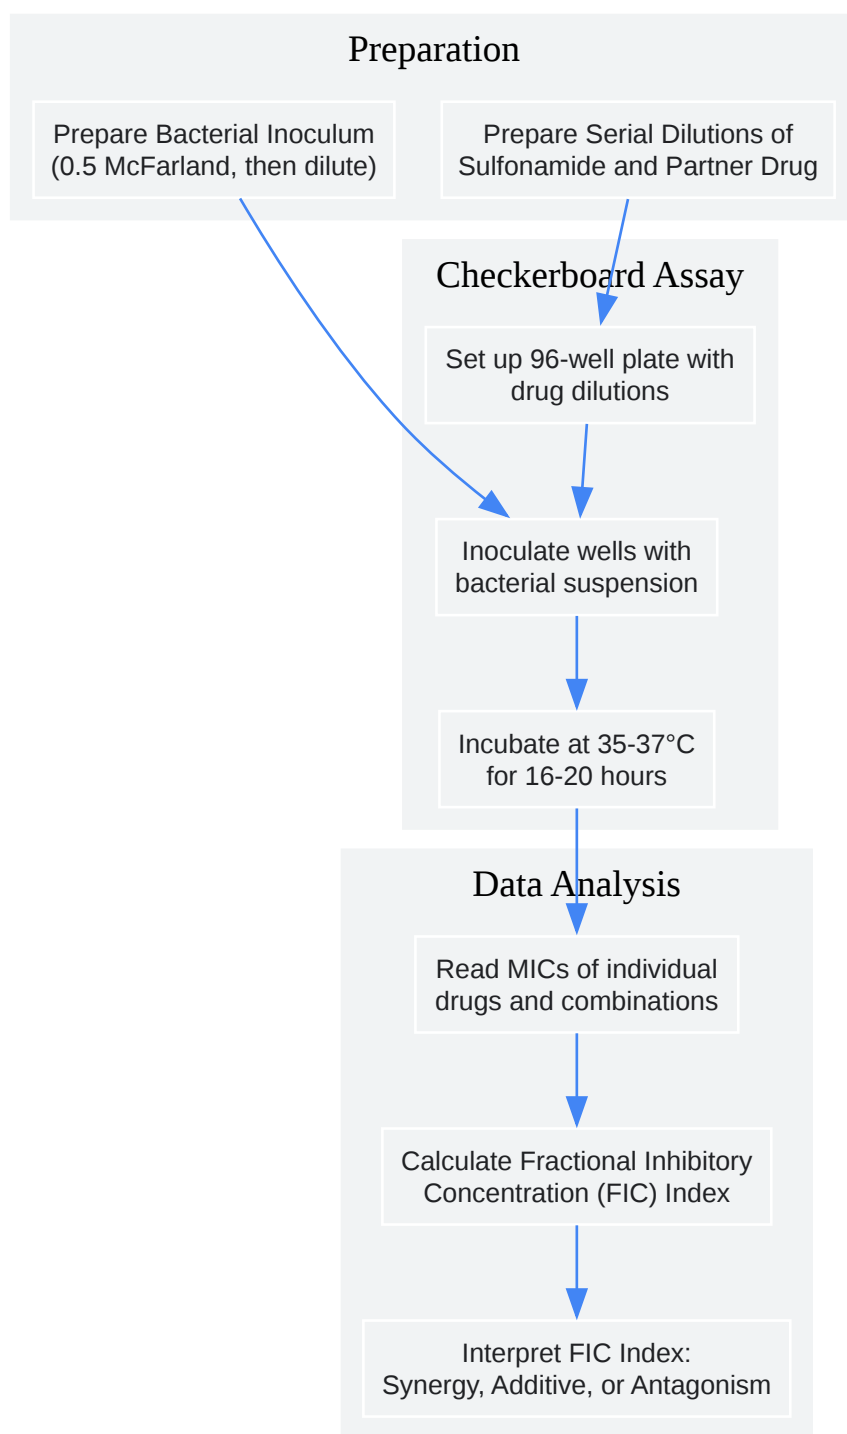 Preparation
Prepare Bacterial Inoculum
(0.5 McFarland, then dilute)
Prepare Serial Dilutions of
Sulfonamide and Partner Drug
Checkerboard Assay
Set up 96-well plate with
drug dilutions
Inoculate wells with
bacterial suspension
Incubate at 35-37°C
for 16-20 hours
Data Analysis
Read MICs of individual
drugs and combinations
Calculate Fractional Inhibitory
Concentration (FIC) Index
Interpret FIC Index:
Synergy, Additive, or Antagonism